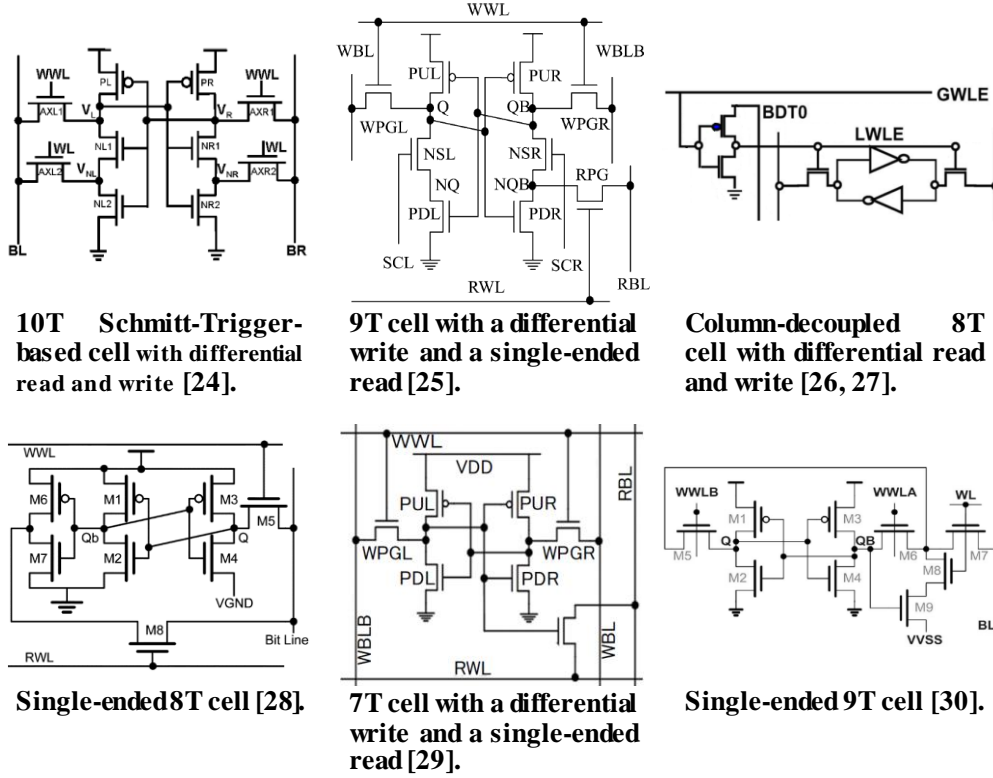 WWL
WWL
PL
PR
AXL1
V_L
V_R
AXR1
WL
WL
NL1
NR1
AXL2
V_NL
V_NR
AXR2
NL2
NR2
BL
BR
10T Schmitt-Trigger-
based cell with differential
read and write [24].
WWL
WBL
WBLB
PUL
PUR
Q
QB
WPGL
WPGR
NSL
NSR
RPG
NQ
NQB
PDL
PDR
SCL
SCR
RBL
RWL
9T cell with a differential
write and a single-ended
read [25].
GWLE
BDT0
LWLE
Column-decoupled 8T
cell with differential read
and write [26, 27].
WWL
M6
M1
M3
M5
Qb
Q
M7
M2
M4
VGND
M8
Bit Line
RWL
Single-ended 8T cell [28].
WWL
VDD
RBL
PUL
PUR
WPGL
WPGR
PDL
PDR
WBLB
WBL
RWL
7T cell with a differential
write and a single-ended
read [29].
WWLB
WWLA
WL
M1
M3
Q
QB
M5
M6
M7
M2
M4
M8
M9
VVSS
BL
Single-ended 9T cell [30].